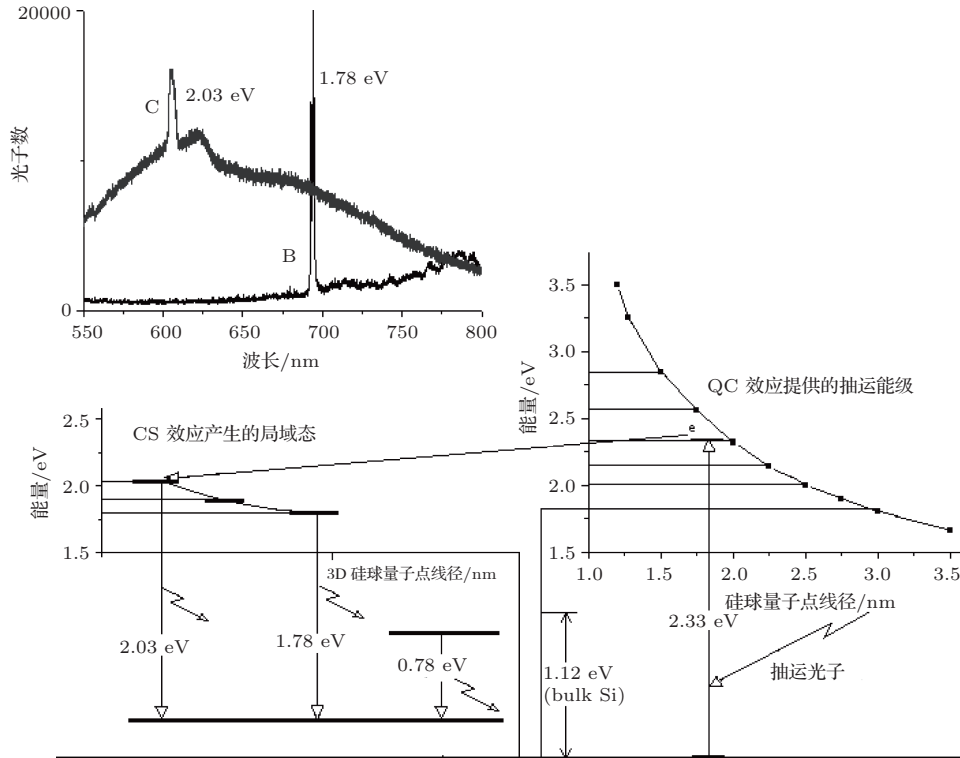 20000
1.78 eV
C
2.03 eV
光子数
B
0
550
600
650
700
750
800
波长/nm
3.5
3.0
2.5
2.0
1.5
能量/eV
QC 效应提供的抽运能级
e
1.0
1.5
2.0
2.5
3.0
3.5
硅球量子点线径/nm
2.5
2.0
1.5
能量/eV
CS 效应产生的局域态
3D 硅球量子点线径/nm
2.03 eV
1.78 eV
0.78 eV
1.12 eV
(bulk Si)
2.33 eV
抽运光子